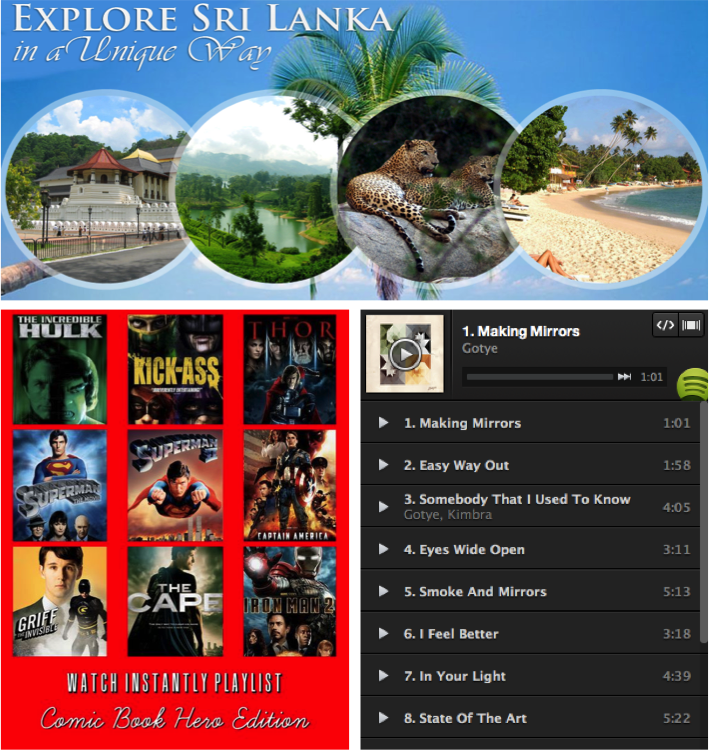 EXPLORE SRI LANKA
in a Unique Way
THE INCREDIBLE
HULK
KICK-ASS
THOR
SUPERMAN
THE MOVIE
SUPERMAN II
CAPTAIN AMERICA
GRIFF
THE INVISIBLE
THE
CAPE
IRON MAN 2
WATCH INSTANTLY PLAYLIST
Comic Book Hero Edition
1. Making Mirrors
Gotye
</>
1:01
1. Making Mirrors 1:01
2. Easy Way Out 1:58
3. Somebody That I Used To Know 4:05
Gotye, Kimbra
4. Eyes Wide Open 3:11
5. Smoke And Mirrors 5:13
6. I Feel Better 3:18
7. In Your Light 4:39
8. State Of The Art 5:22